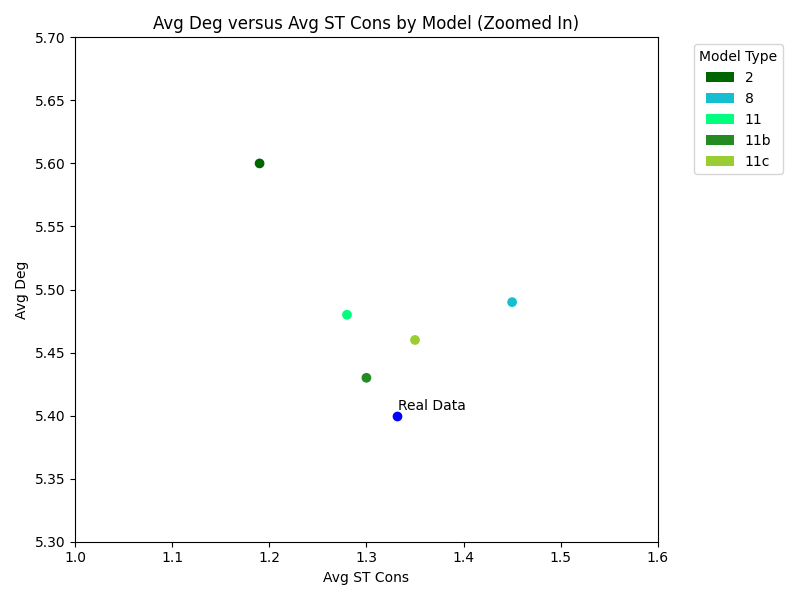 Avg Deg versus Avg ST Cons by Model (Zoomed In)
Model Type
2
8
11
11b
11c
5.70
5.65
5.60
5.55
5.50
5.45
5.40
5.35
5.30
Avg Deg
Real Data
1.0
1.1
1.2
1.3
1.4
1.5
1.6
Avg ST Cons